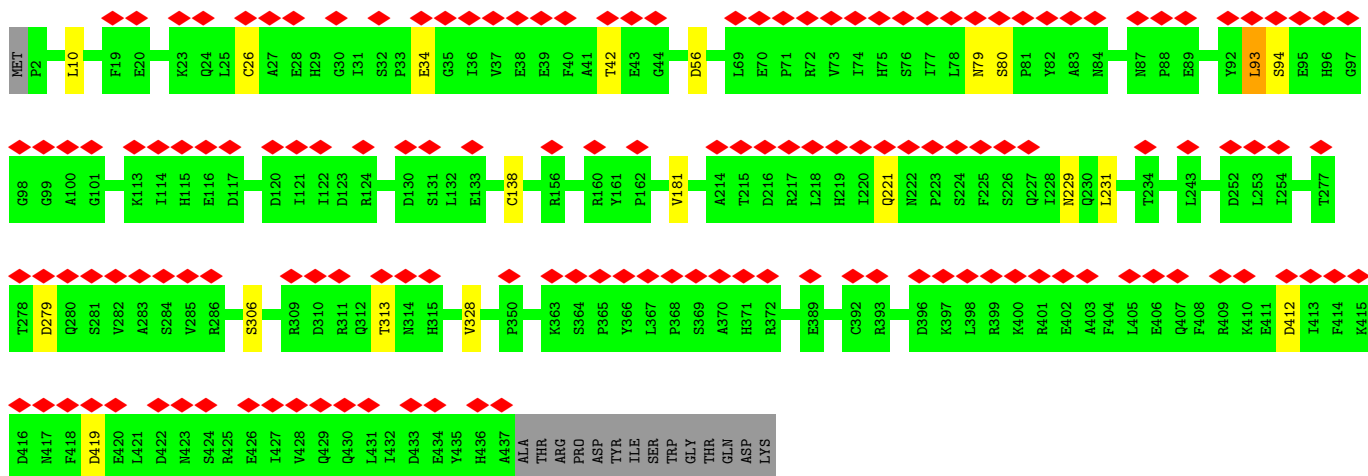 MET P2 L10 F19 E20 K23 Q24 L25 C26 A27 E28 H29 G30 I31 S32 P33 E34 G35 I36 V37 E38 E39 F40 A41 T42 E43 G44 D56 L69 E70 P71 R72 V73 I74 H75 S76 I77 L78 N79 S80 P81 Y82 A83 N84 N87 P88 E89 Y92 L93 S94 E95 H96 G97
G98 G99 A100 G101 K113 I114 H115 E116 D117 D120 I121 I122 D123 R124 D130 S131 L132 E133 C138 R156 R160 Y161 P162 V181 A214 T215 D216 R217 L218 H219 I220 Q221 N222 P223 S224 F225 S226 Q227 I228 N229 Q230 L231 T234 L243 D252 L253 I254 T277
T278 D279 Q280 S281 V282 A283 S284 V285 R286 S306 R309 D310 R311 Q312 T313 N314 H315 V328 P350 K363 S364 P365 Y366 L367 P368 S369 A370 H371 R372 E389 C392 R393 D396 K397 L398 R399 K400 R401 E402 A403 F404 L405 E406 Q407 F408 R409 K410 E411 D412 I413 F414 K415
D416 N417 F418 D419 E420 L421 D422 N423 S424 R425 E426 I427 V428 Q429 Q430 L431 I432 D433 E434 Y435 H436 A437 ALA THR ARG PRO ASP TYR ILE SER TRP GLY THR GLN ASP LYS